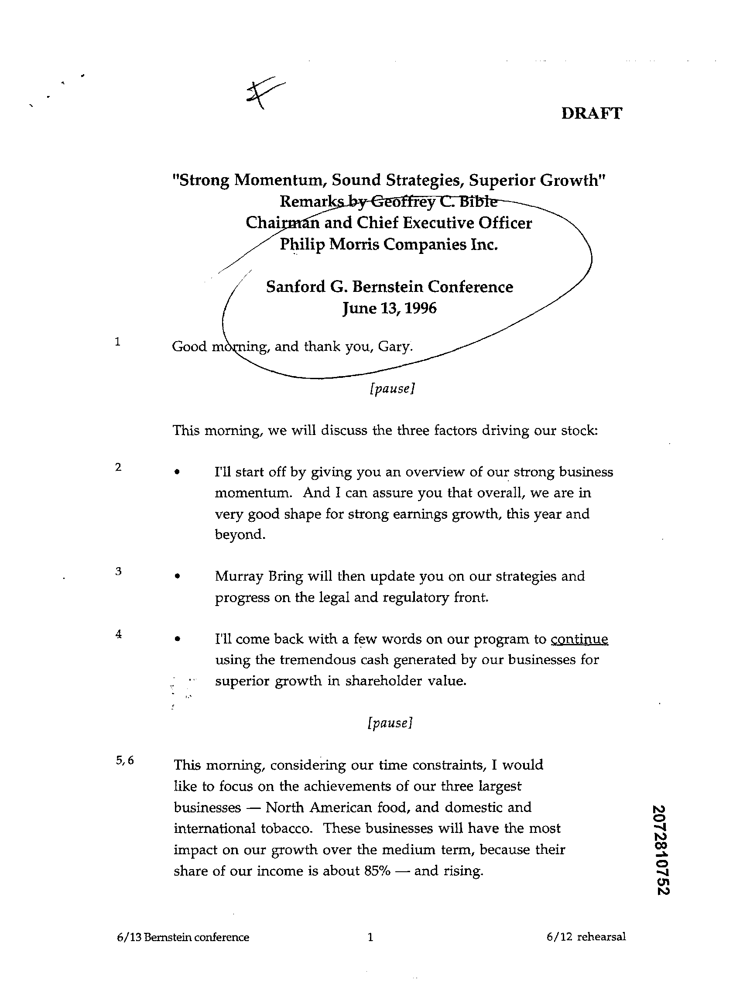 DRAFT
"Strong Momentum, Sound Strategies, Superior Growth"
Remarks by Geoffrey C. Bible
Chairman and Chief Executive Officer
Philip Morris Companies Inc.
Sanford G. Bernstein Conference
June 13, 1996
1 Good morning, and thank you, Gary.
[pause]
This morning, we will discuss the three factors driving our stock:
2 • I'll start off by giving you an overview of our strong business
momentum. And I can assure you that overall, we are in
very good shape for strong earnings growth, this year and
beyond.
3 • Murray Bring will then update you on our strategies and
progress on the legal and regulatory front.
4 • I'll come back with a few words on our program to continue
using the tremendous cash generated by our businesses for
superior growth in shareholder value.
[pause]
5, 6 This morning, considering our time constraints, I would
like to focus on the achievements of our three largest
businesses — North American food, and domestic and
international tobacco. These businesses will have the most
impact on our growth over the medium term, because their
share of our income is about 85% — and rising.
2072810752
6/13 Bernstein conference 1 6/12 rehearsal